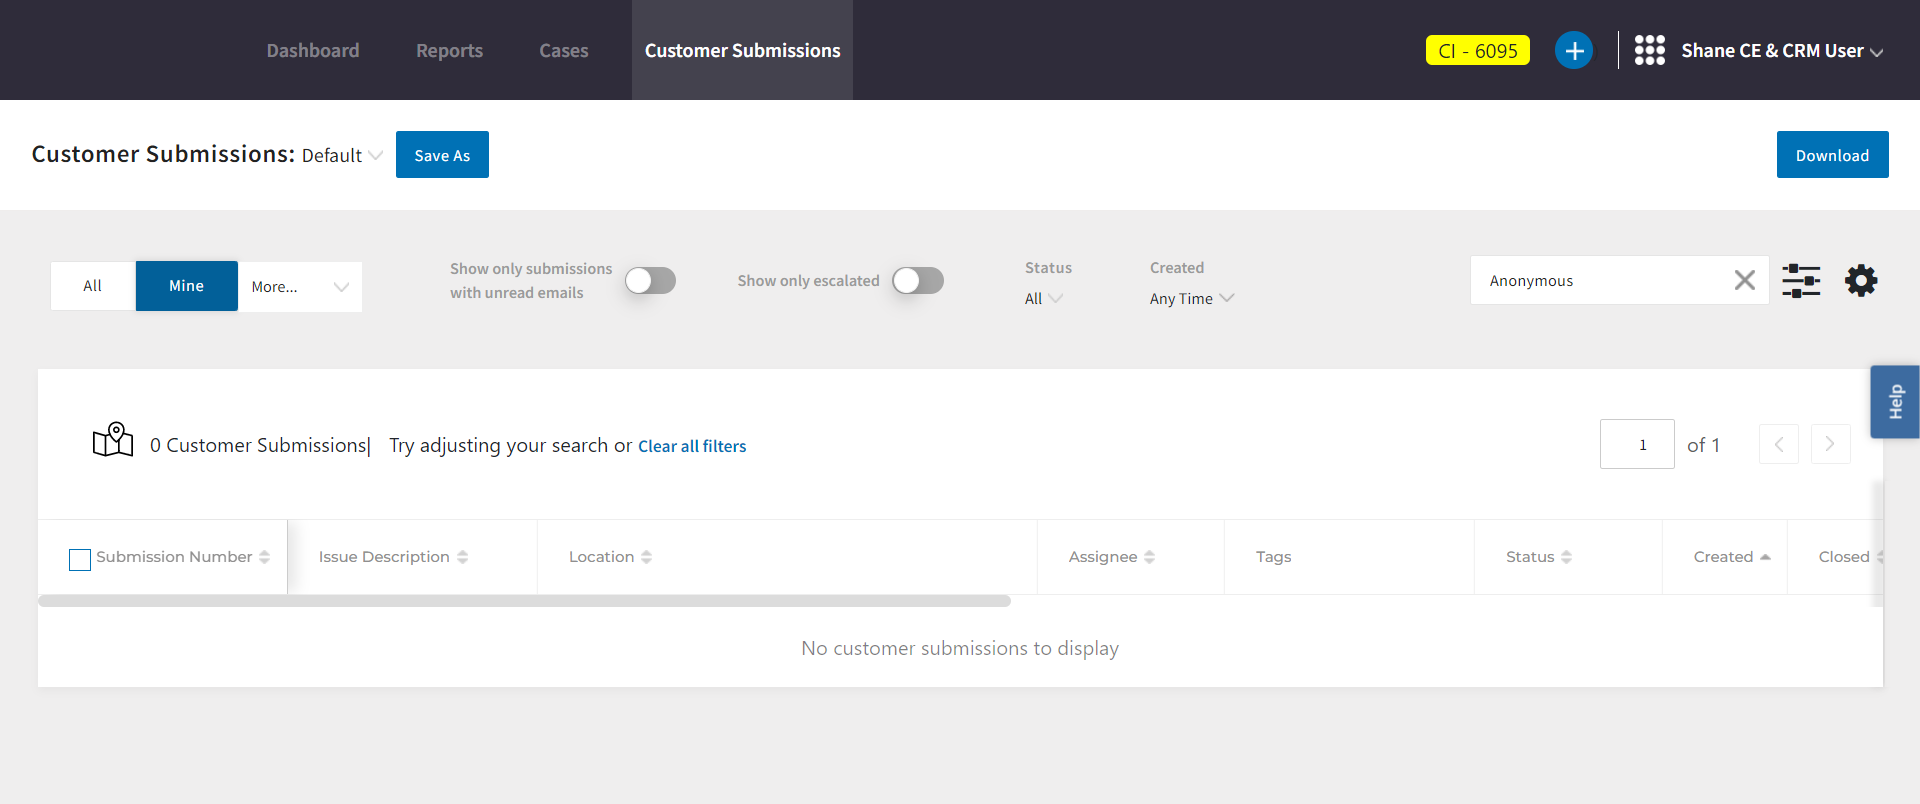 Dashboard Reports Cases Customer Submissions CI - 6095 Shane CE & CRM User
Customer Submissions: Default Save As Download
All Mine More... Show only submissions with unread emails Show only escalated Status All Created Any Time Anonymous
Help
0 Customer Submissions| Try adjusting your search or Clear all filters 1 of 1
Submission Number Issue Description Location Assignee Tags Status Created Closed
No customer submissions to display